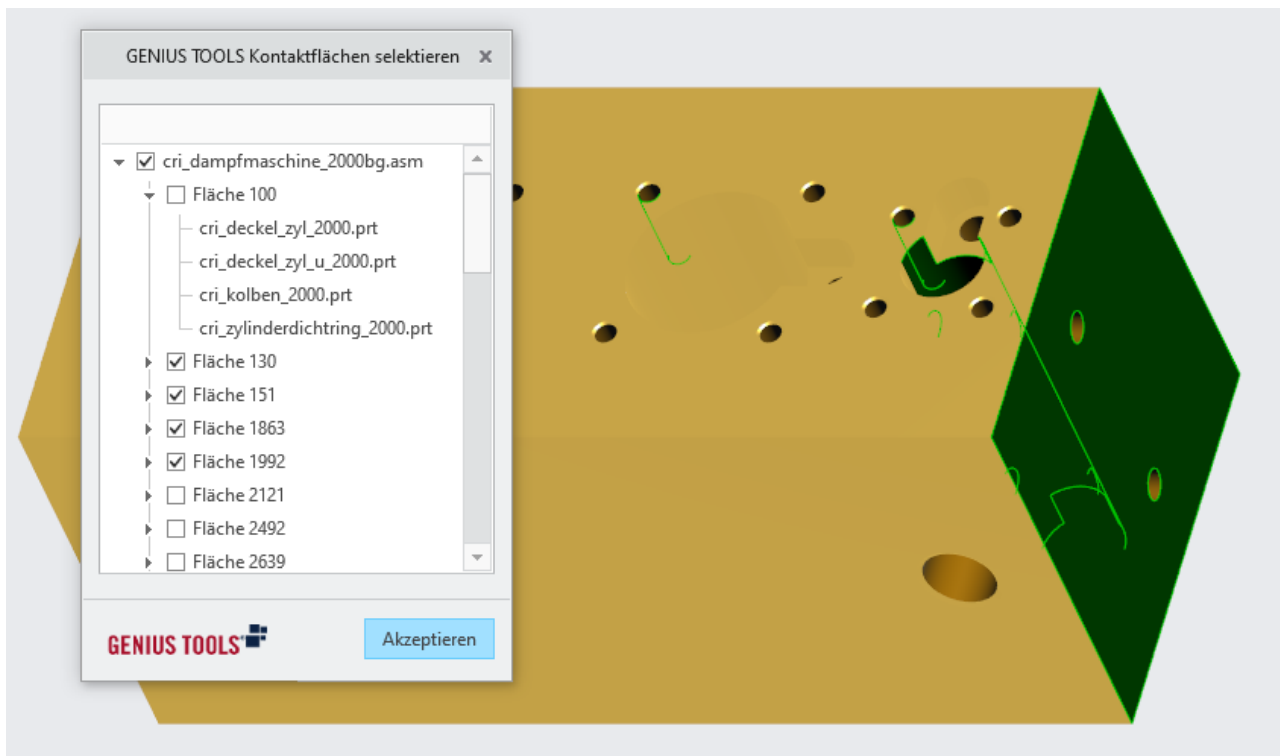 GENIUS TOOLS Kontaktflächen selektieren
cri_dampfmaschine_2000bg.asm
Fläche 100
cri_deckel_zyl_2000.prt
cri_deckel_zyl_u_2000.prt
cri_kolben_2000.prt
cri_zylinderdichtring_2000.prt
Fläche 130
Fläche 151
Fläche 1863
Fläche 1992
Fläche 2121
Fläche 2492
Fläche 2639
GENIUS TOOLS
Akzeptieren